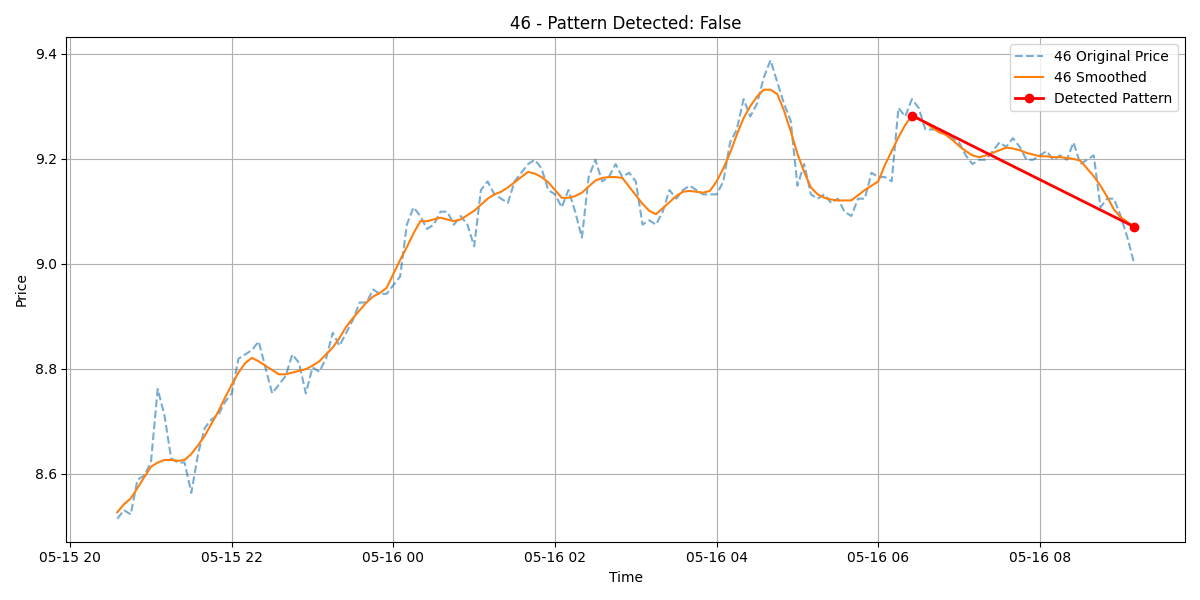 46 - Pattern Detected: False
46 Original Price
46 Smoothed
Detected Pattern
Price
9.4
9.2
9.0
8.8
8.6
05-15 20
05-15 22
05-16 00
05-16 02
05-16 04
05-16 06
05-16 08
Time